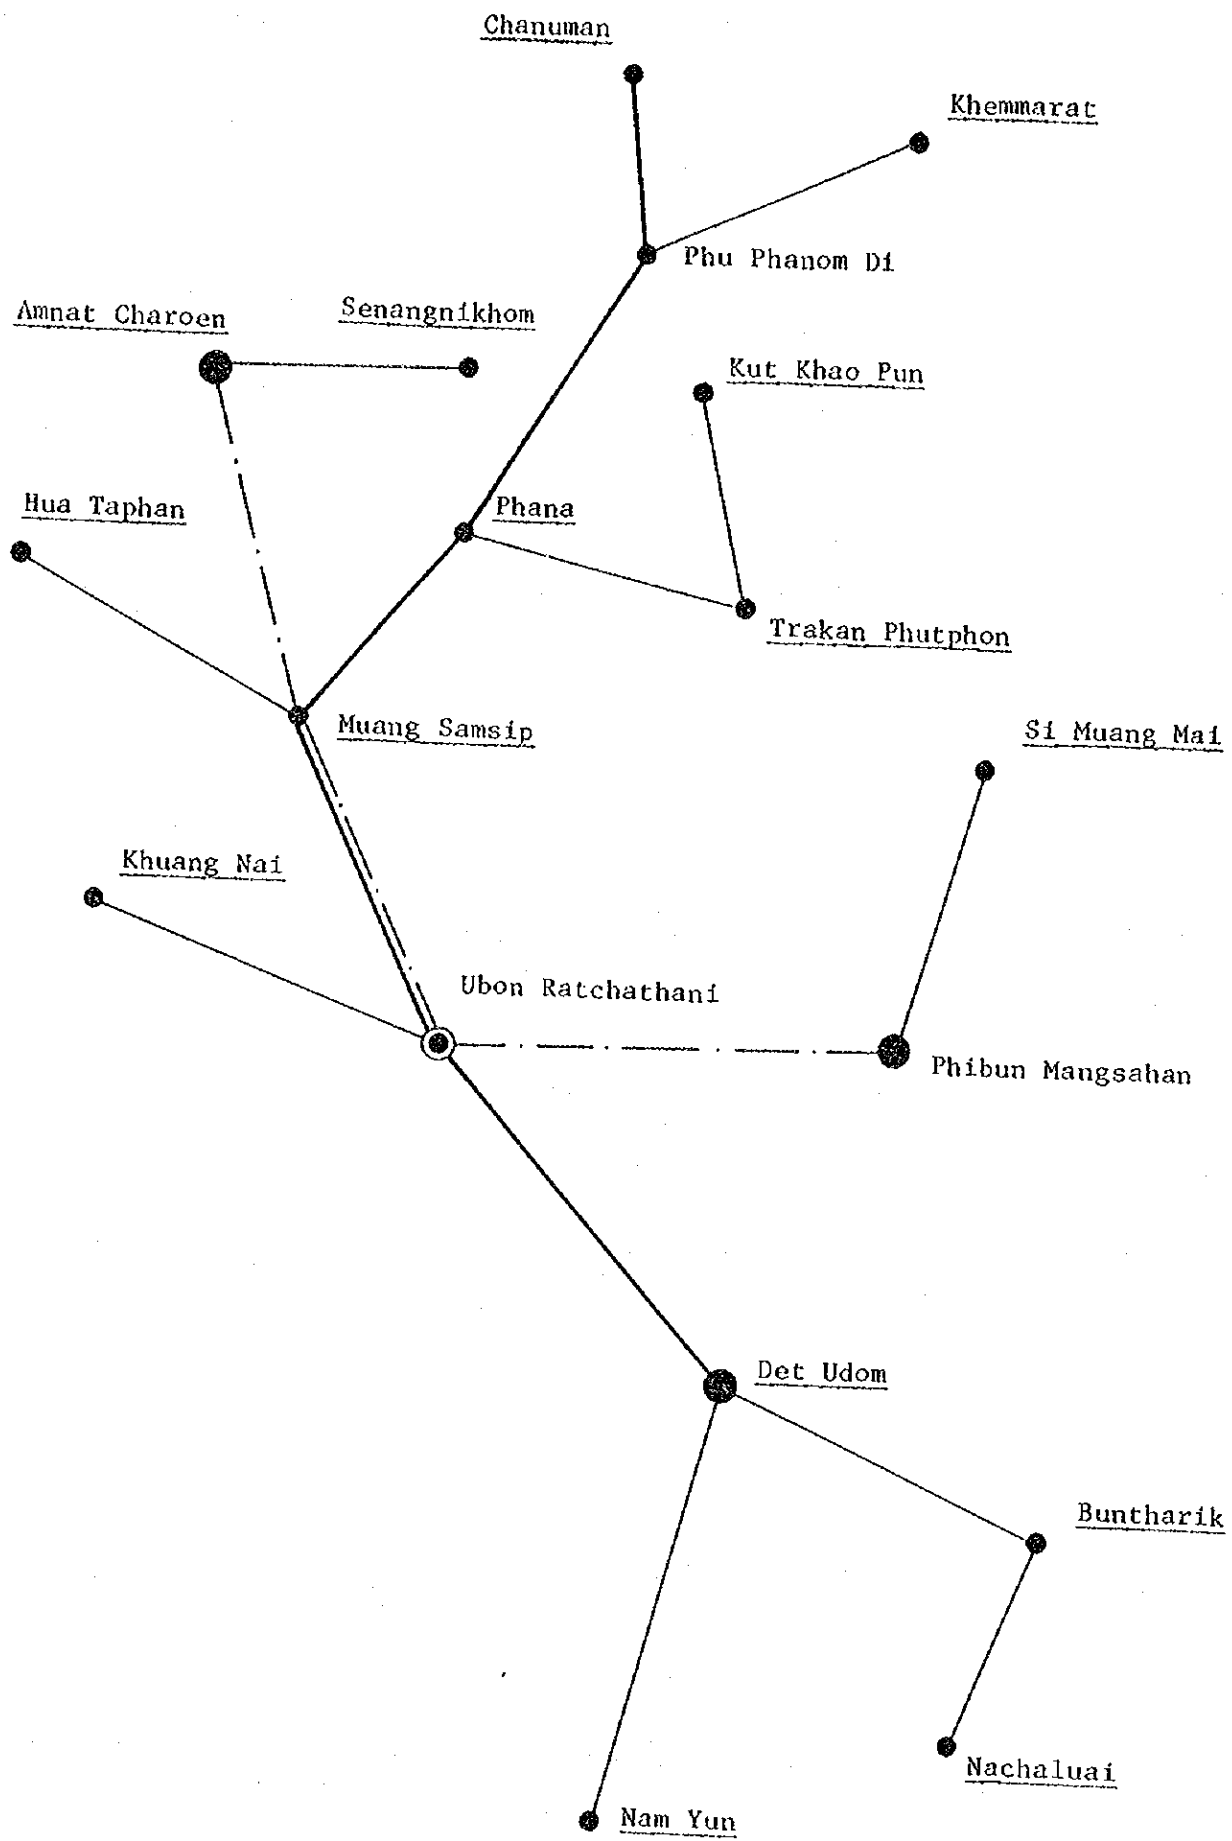 Chanuman
Khemmarat
Phu Phanom Di
Amnat Charoen
Senangnikhom
Kut Khao Pun
Hua Taphan
Phana
Trakan Phutphon
Muang Samsip
Si Muang Mai
Khuang Nai
Ubon Ratchathani
Phibun Mangsahan
Det Udom
Buntharik
Nachaluai
Nam Yun